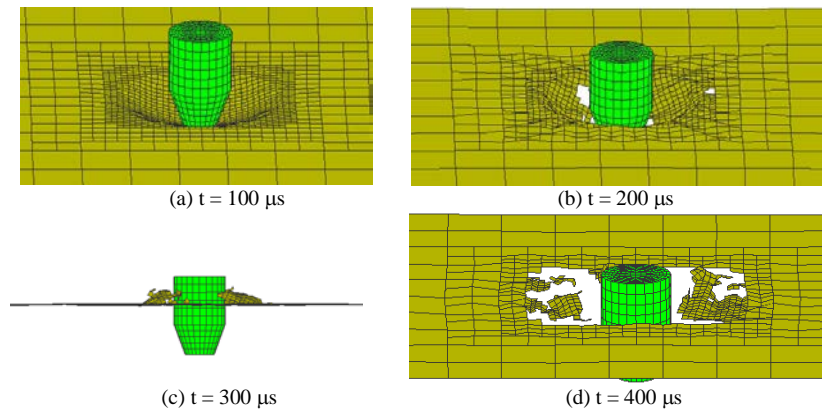 (a) t = 100 μs
(b) t = 200 μs
(c) t = 300 μs
(d) t = 400 μs